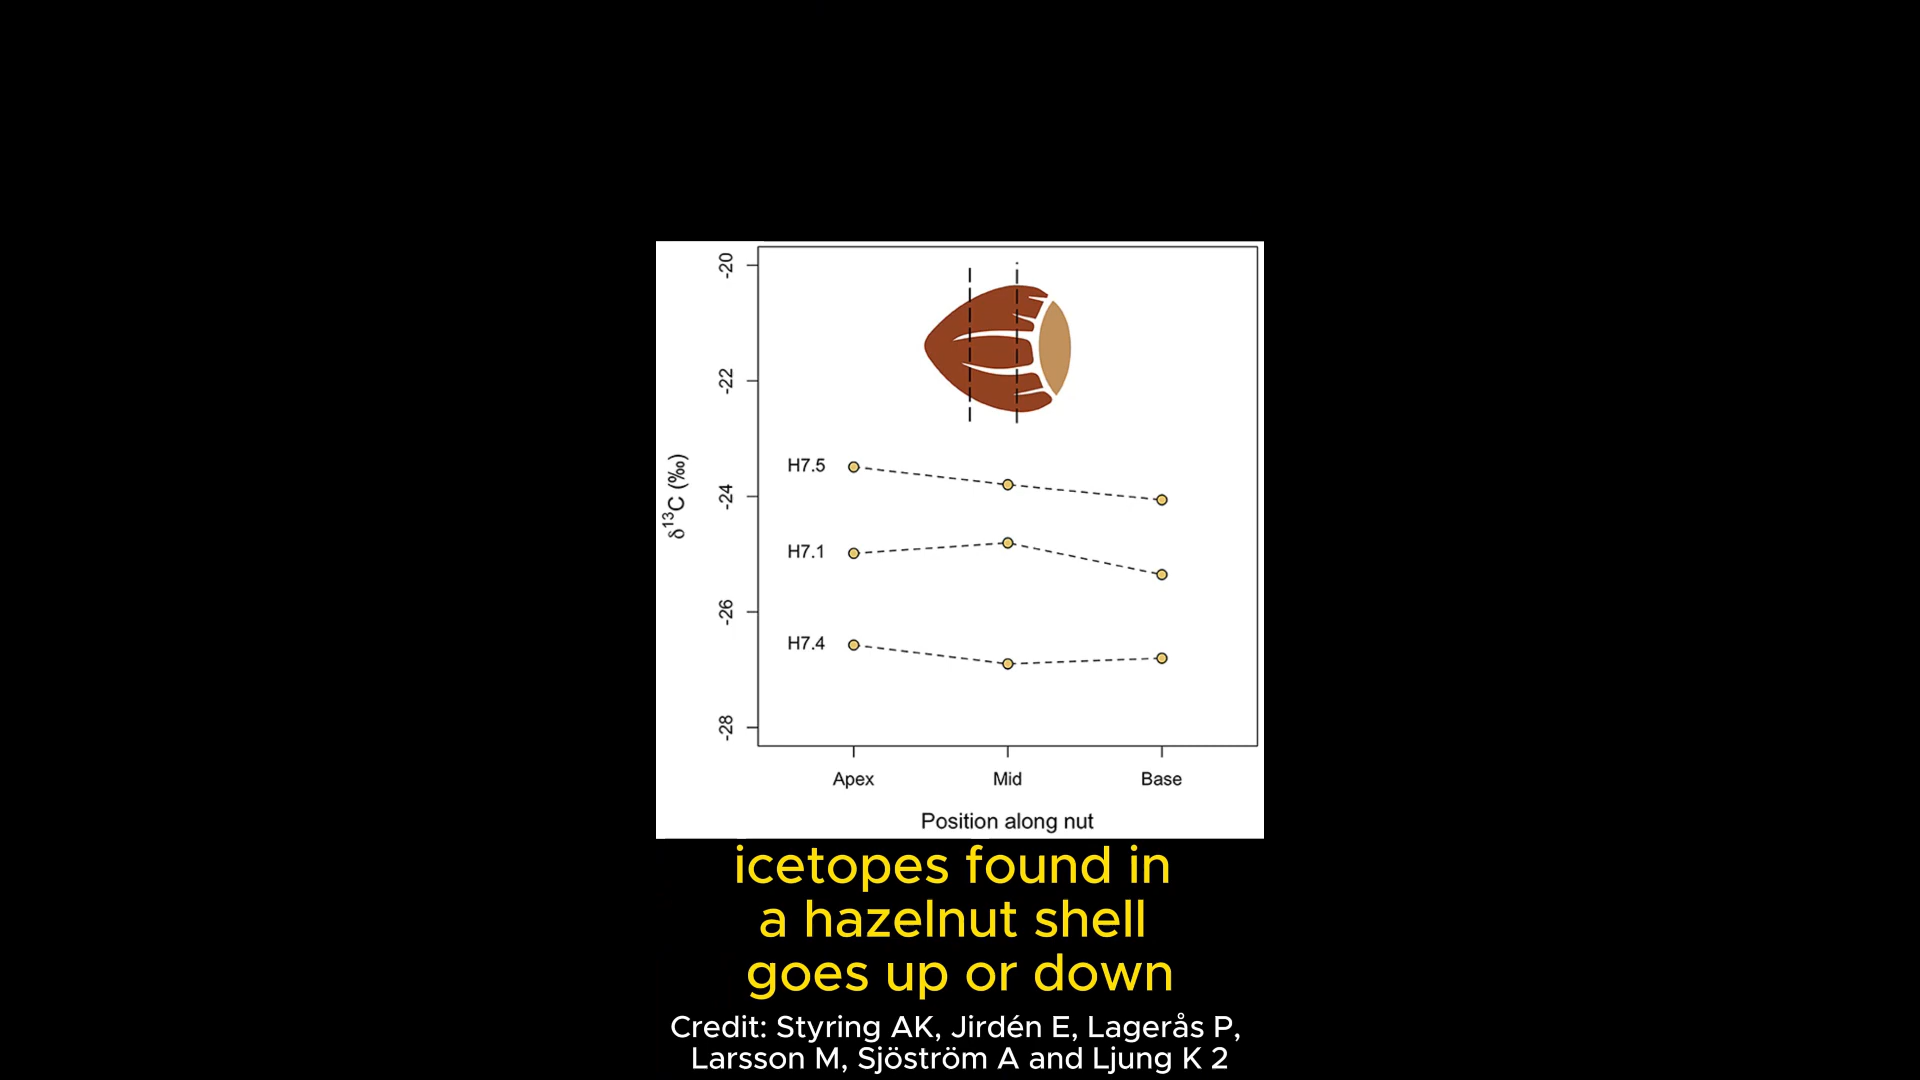 -20
-22
-24
-26
-28
δ13C (‰)
H7.5
H7.1
H7.4
Apex Mid Base
Position along nut
icetopes found in
a hazelnut shell
goes up or down
Credit: Styring AK, Jirdén E, Lagerås P,
Larsson M, Sjöström A and Ljung K 2